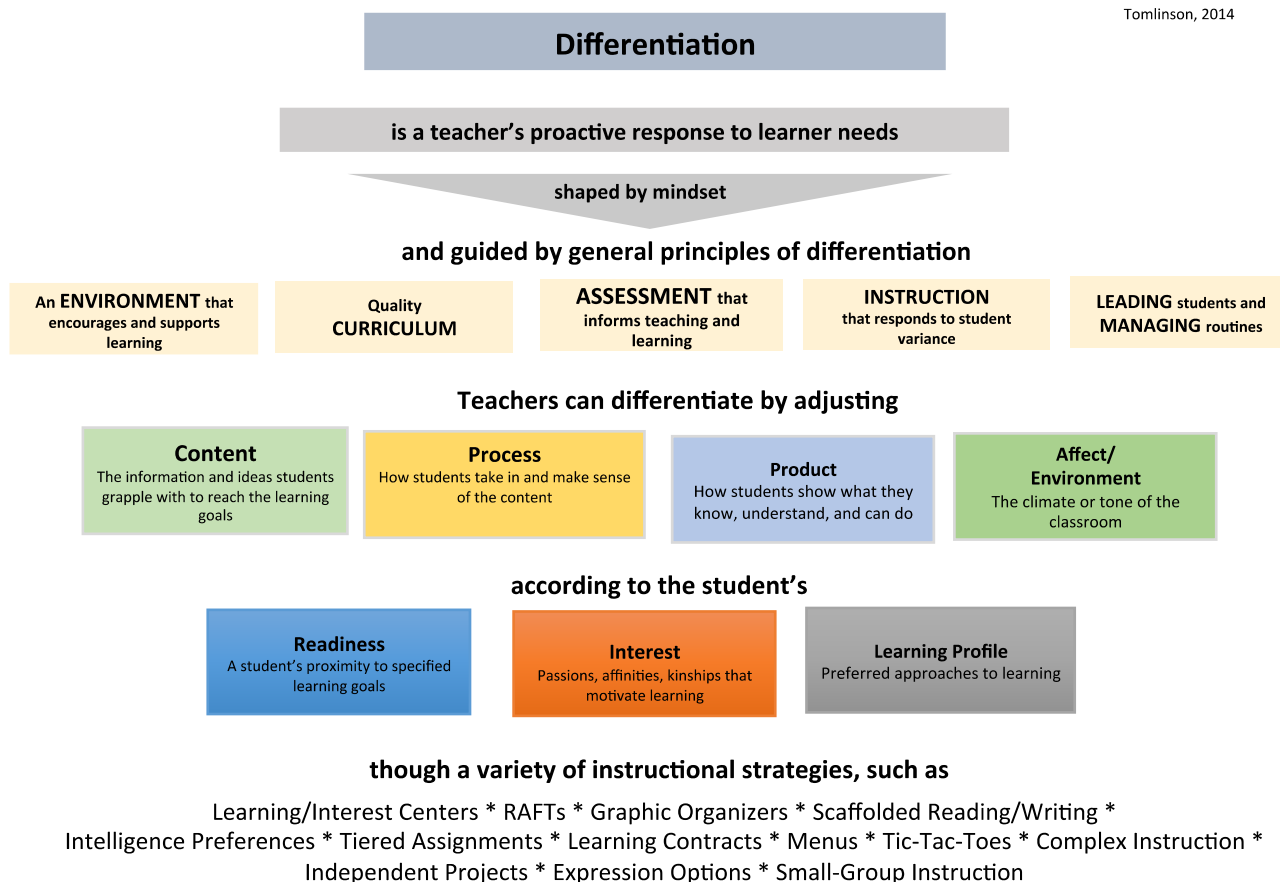 Tomlinson, 2014
Differentiation
is a teacher’s proactive response to learner needs
shaped by mindset
and guided by general principles of differentiation
An ENVIRONMENT that
encourages and supports
learning
Quality
CURRICULUM
ASSESSMENT that
informs teaching and
learning
INSTRUCTION
that responds to student
variance
LEADING students and
MANAGING routines
Teachers can differentiate by adjusting
Content
The information and ideas students
grapple with to reach the learning
goals
Process
How students take in and make sense
of the content
Product
How students show what they
know, understand, and can do
Affect/
Environment
The climate or tone of the
classroom
according to the student’s
Readiness
A student’s proximity to specified
learning goals
Interest
Passions, affinities, kinships that
motivate learning
Learning Profile
Preferred approaches to learning
though a variety of instructional strategies, such as
Learning/Interest Centers * RAFTs * Graphic Organizers * Scaffolded Reading/Writing *
Intelligence Preferences * Tiered Assignments * Learning Contracts * Menus * Tic-Tac-Toes * Complex Instruction *
Independent Projects * Expression Options * Small-Group Instruction